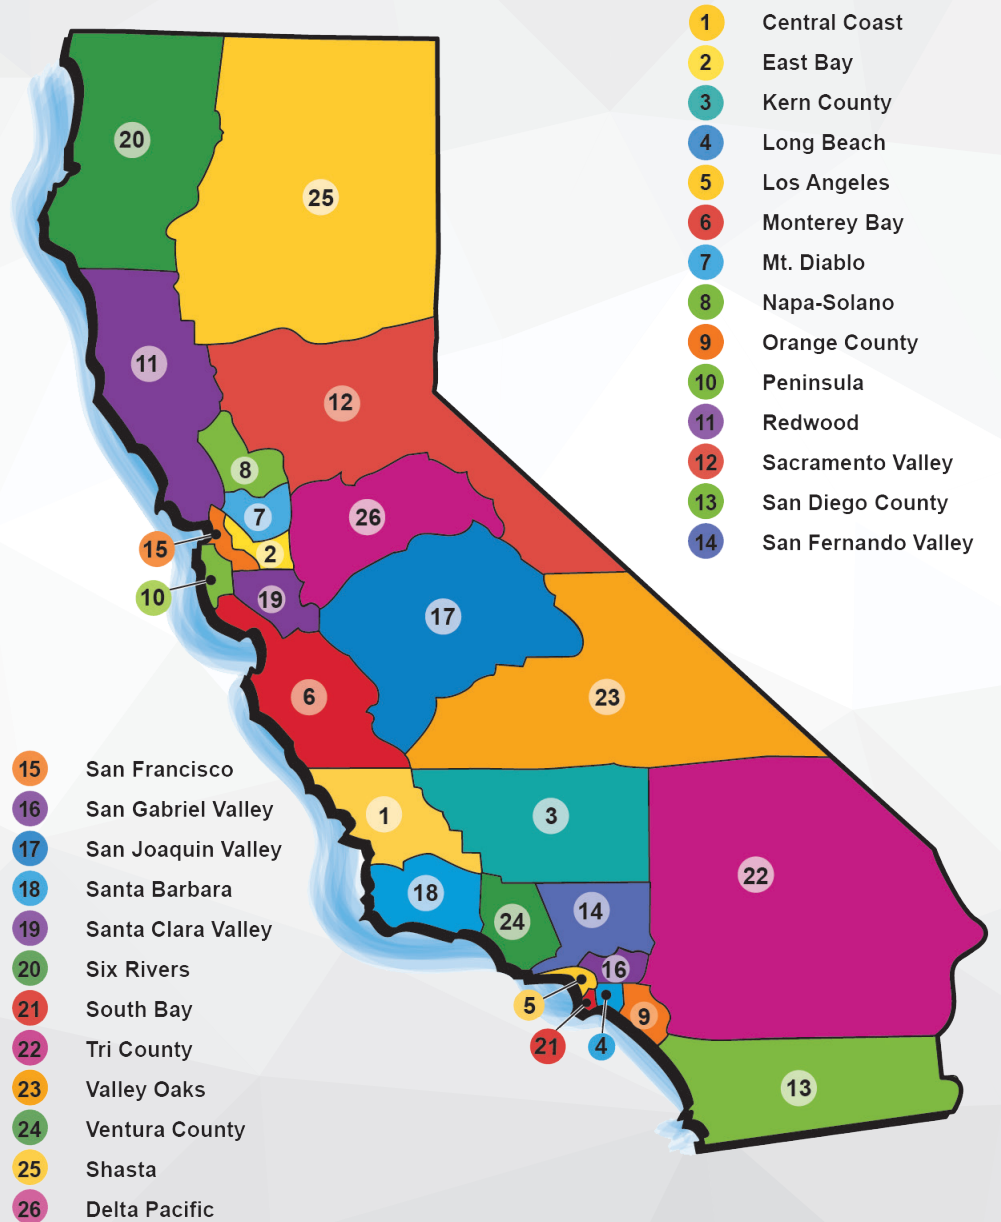 1 Central Coast
2 East Bay
3 Kern County
4 Long Beach
5 Los Angeles
6 Monterey Bay
7 Mt. Diablo
8 Napa-Solano
9 Orange County
10 Peninsula
11 Redwood
12 Sacramento Valley
13 San Diego County
14 San Fernando Valley
20
25
11
12
8
7
26
15
2
10
19
17
6
23
1
3
22
18
14
24
16
5
9
21
4
13
15 San Francisco
16 San Gabriel Valley
17 San Joaquin Valley
18 Santa Barbara
19 Santa Clara Valley
20 Six Rivers
21 South Bay
22 Tri County
23 Valley Oaks
24 Ventura County
25 Shasta
26 Delta Pacific